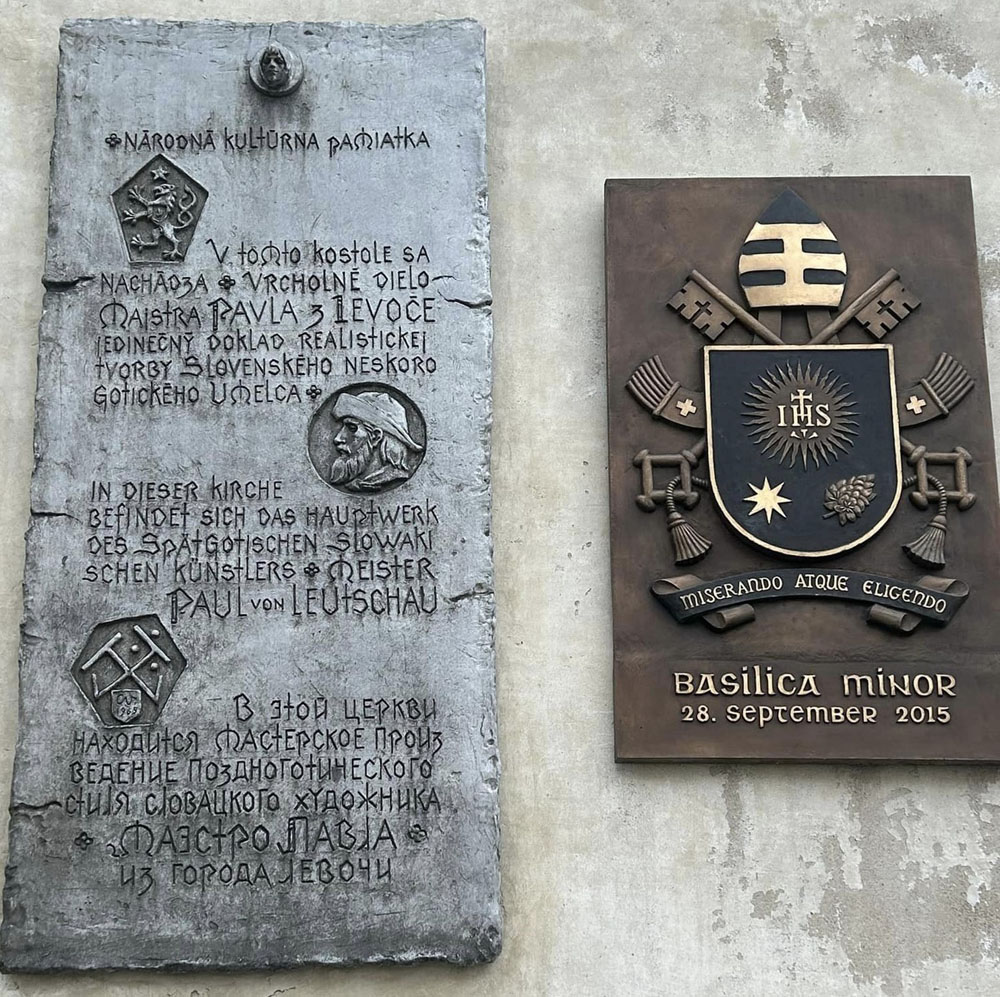 NÁRODNÁ KULTÚRNA PAMIATKA
V TOMTO KOSTOLE SA
NACHÁDZA VRCHOLNÉ DIELO
MAJSTRA PAVLA Z LEVOČE
JEDINEČNÝ DOKLAD REALISTICKEJ
TVORBY SLOVENSKÉHO NESKORO
GOTICKÉHO UMELCA
IN DIESER KIRCHE
BEFINDET SICH DAS HAUPTWERK
DES SPÄTGOTISCHEN SLOWAKI
SCHEN KÜNSTLERS MEISTER
PAUL VON LEUTSCHAU
В ЭТОЙ ЦЕРКВИ
НАХОДИТСЯ МАСТЕРСКОЕ ПРОИЗ
ВЕДЕНИЕ ПОЗДНОГОТИЧЕСКОГО
СТИЛЯ СЛОВАЦКОГО ХУДОЖНИКА
МАЭСТРО ПАВЛА
ИЗ ГОРОДА ЛЕВОЧИ
IHS
MISERANDO ATQUE ELIGENDO
BASILICA MINOR
28. SEPTEMBER 2015